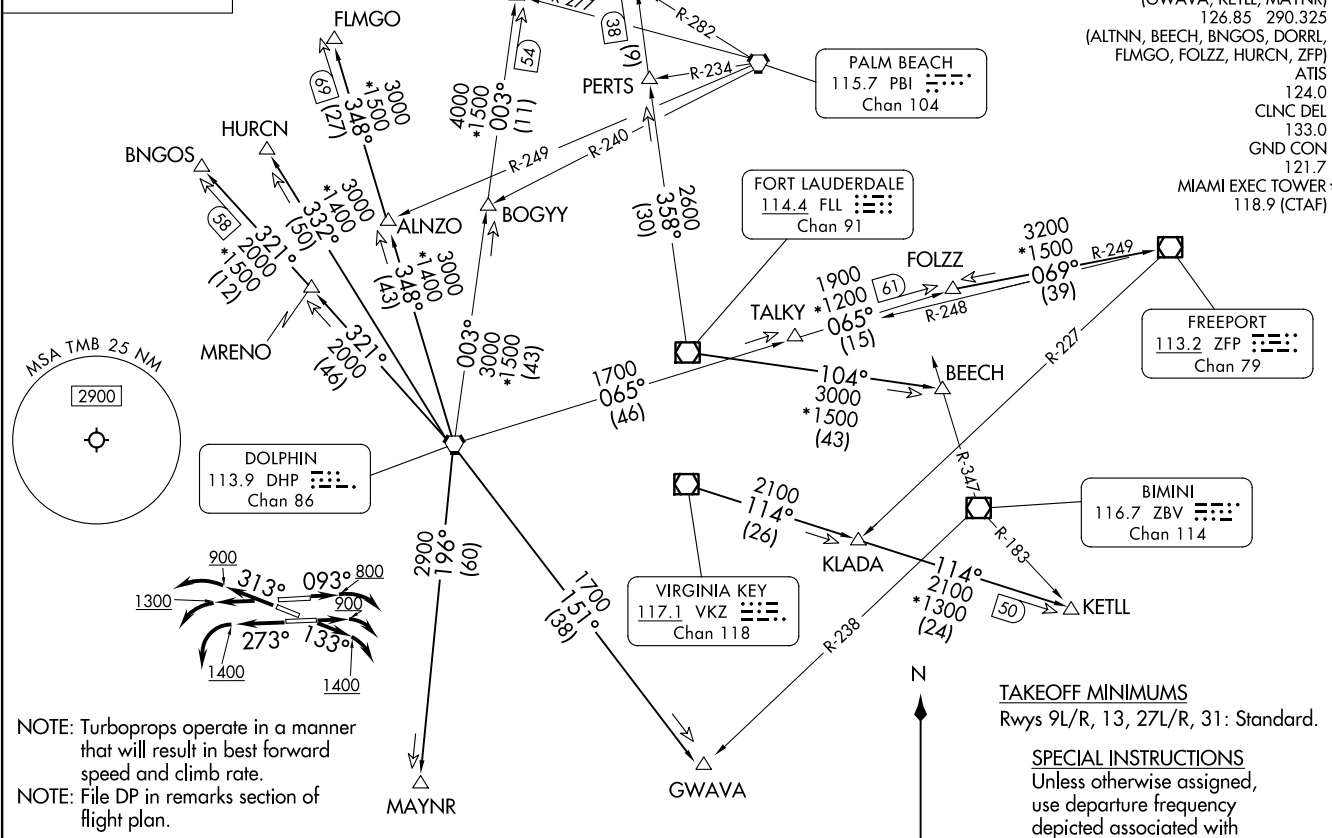 (GWAVA, KETLL, MAYNR)
126.85 290.325
(ALTNN, BEECH, BNGOS, DORRL,
FLMGO, FOLZZ, HURCN, ZFP)
ATIS
124.0
CLNC DEL
133.0
GND CON
121.7
MIAMI EXEC TOWER*
118.9 (CTAF)
R-277
R-282
38
(9)
54
FLMGO
69
(27)
348°
*1500
3000
4000
*1500
003°
(11)
PERTS
R-234
PALM BEACH
115.7 PBI
Chan 104
HURCN
BNGOS
R-249
R-240
3000
*1400
332°
(50)
58
321°
2000
*1500
(12)
ALNZO
BOGYY
2600
358°
(30)
FORT LAUDERDALE
114.4 FLL
Chan 91
3000
*1400
348°
(43)
MRENO
321°
2000
(46)
003°
3000
*1500
(43)
FOLZZ
3200
*1500
069°
(39)
R-249
1900
*1200
61
065°
(15)
TALKY
R-248
R-227
FREEPORT
113.2 ZFP
Chan 79
MSA TMB 25 NM
2900
1700
065°
(46)
104°
3000
*1500
(43)
BEECH
R-347
DOLPHIN
113.9 DHP
Chan 86
2100
114°
(26)
KLADA
BIMINI
116.7 ZBV
Chan 114
R-183
114°
2100
*1300
(24)
50
KETLL
VIRGINIA KEY
117.1 VKZ
Chan 118
R-238
2900
196°
(60)
1700
151°
(38)
900
313°
093°
800
1300
900
273°
133°
1400
1400
MAYNR
GWAVA
N
NOTE: Turboprops operate in a manner
that will result in best forward
speed and climb rate.
NOTE: File DP in remarks section of
flight plan.
TAKEOFF MINIMUMS
Rwys 9L/R, 13, 27L/R, 31: Standard.
SPECIAL INSTRUCTIONS
Unless otherwise assigned,
use departure frequency
depicted associated with